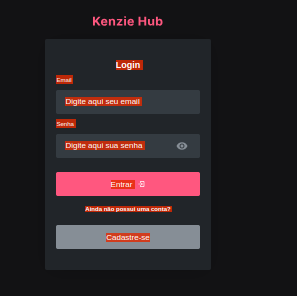 Kenzie Hub
Login
Email
Digite aqui seu email
Senha
Digite aqui sua senha
Entrar
Ainda não possui uma conta?
Cadastre-se